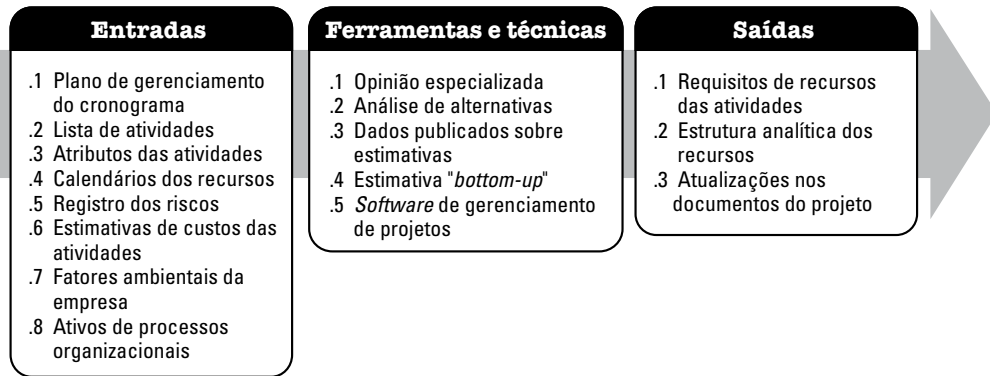 Entradas
.1 Plano de gerenciamento
do cronograma
.2 Lista de atividades
.3 Atributos das atividades
.4 Calendários dos recursos
.5 Registro dos riscos
.6 Estimativas de custos das
atividades
.7 Fatores ambientais da
empresa
.8 Ativos de processos
organizacionais
Ferramentas e técnicas
.1 Opinião especializada
.2 Análise de alternativas
.3 Dados publicados sobre
estimativas
.4 Estimativa "bottom-up"
.5 Software de gerenciamento
de projetos
Saídas
.1 Requisitos de recursos
das atividades
.2 Estrutura analítica dos
recursos
.3 Atualizações nos
documentos do projeto